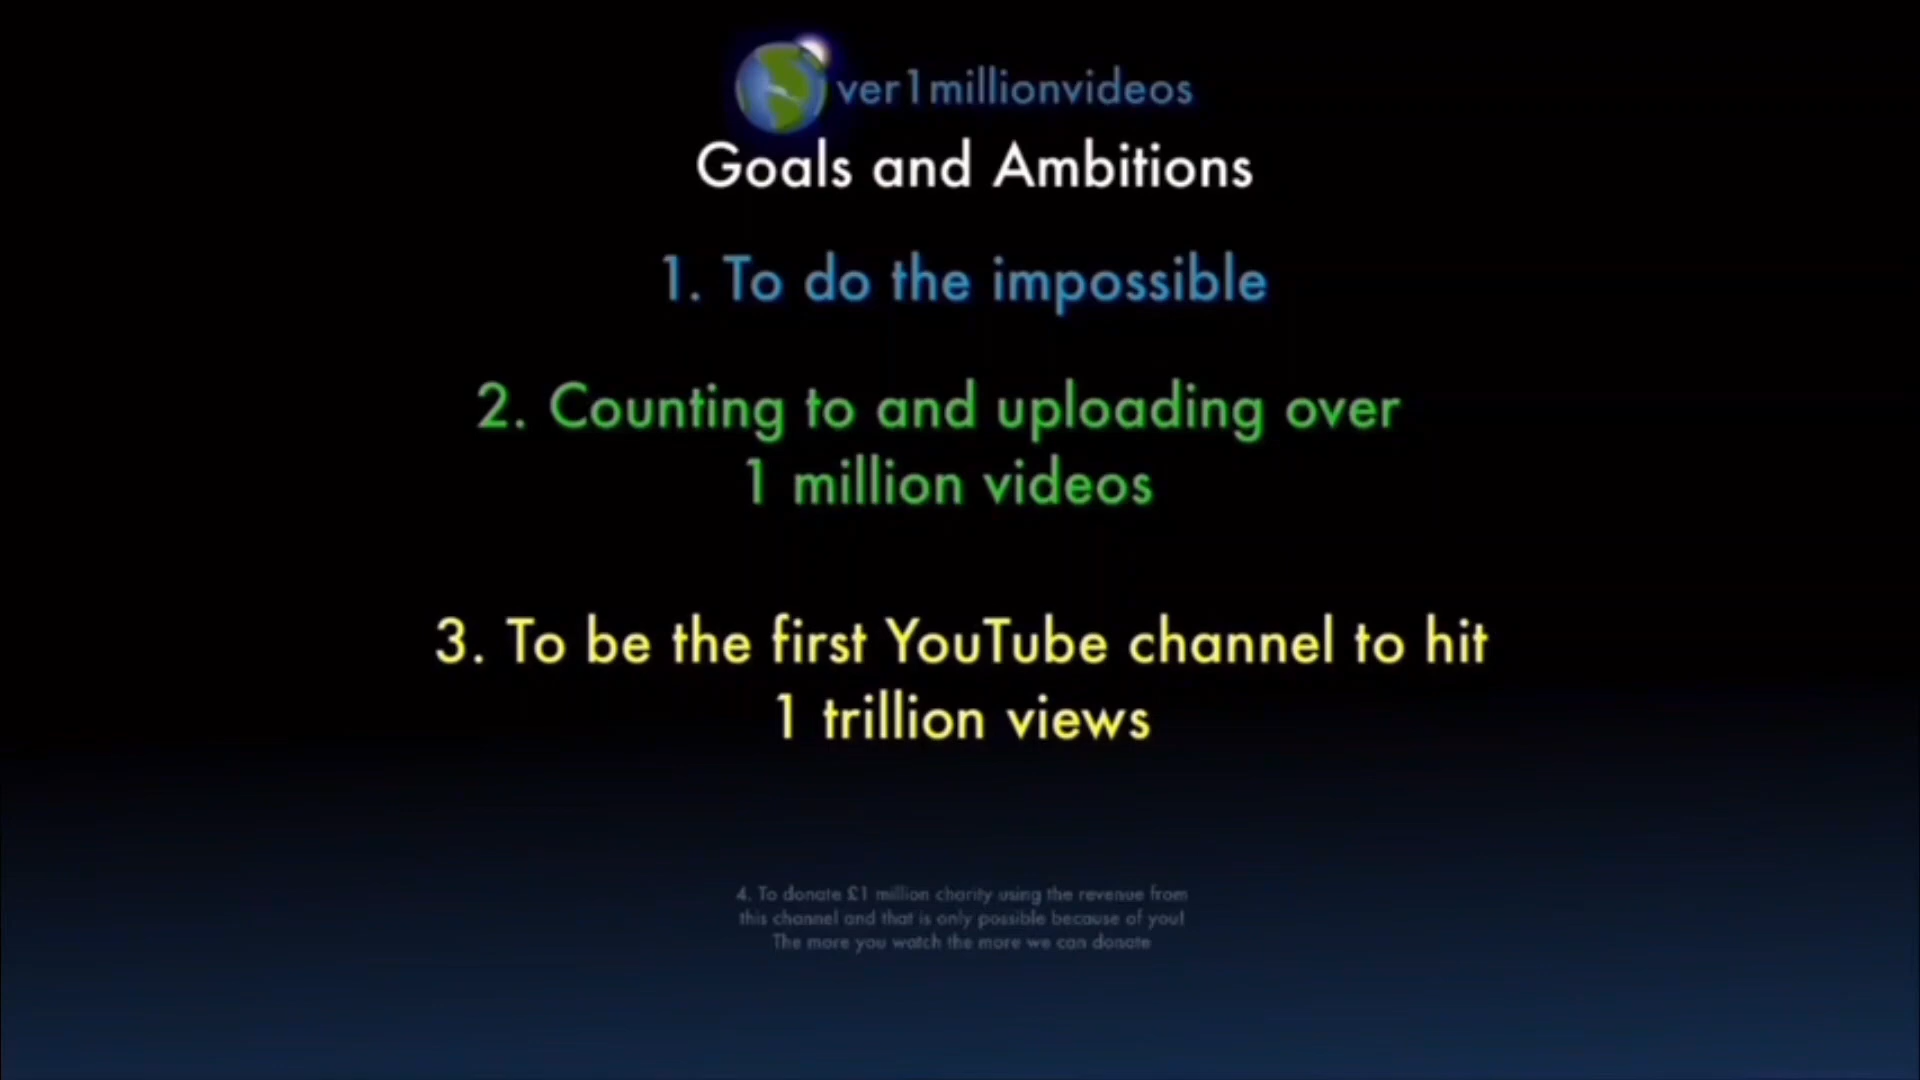 ver1millionvideos
Goals and Ambitions
1. To do the impossible
2. Counting to and uploading over
1 million videos
3. To be the first YouTube channel to hit
1 trillion views
4. To donate £1 million charity using the revenue from
this channel and that is only possible because of you!
The more you watch the more we can donate